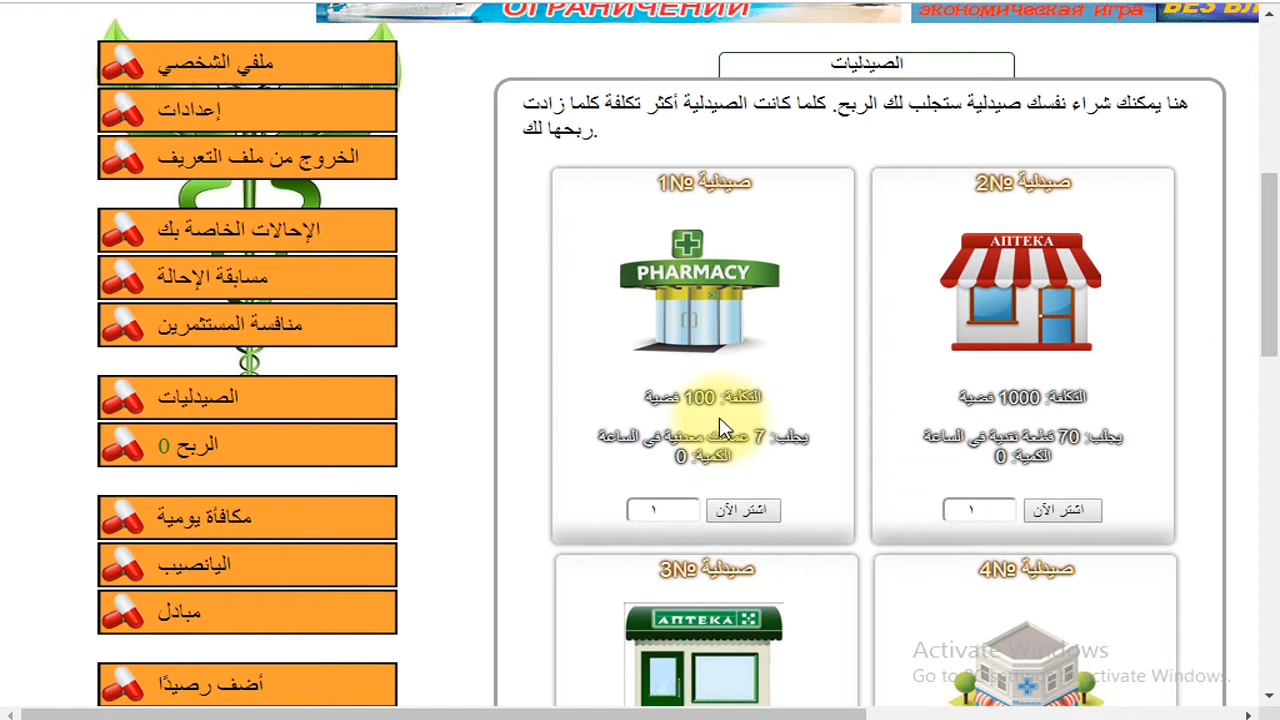 ОГРАНИЧЕНИЙ
экономическая игра
ملفي الشخصي
إعدادات
الخروج من ملف التعريف
الإحالات الخاصة بك
مسابقة الإحالة
منافسة المستثمرين
الصيدليات
الربح 0
مكافأة يومية
اليانصيب
مبادل
أضف رصيدًا
الصيدليات
هنا يمكنك شراء نفسك صيدلية ستجلب لك الربح. كلما كانت الصيدلية أكثر تكلفة كلما زادت
ربحها لك.
صيدلية №1
PHARMACY
التكلفة: 100 فضية
يجلب: 7 عملات معدنية في الساعة
الكمية: 0
١
اشتر الآن
صيدلية №2
АПТЕКА
التكلفة: 1000 فضية
يجلب: 70 قطعة نقدية في الساعة
الكمية: 0
١
اشتر الآن
صيدلية №3
АПТЕКА
صيدلية №4
Pharmacy
Activate Windows
Go to PC settings to activate Windows.